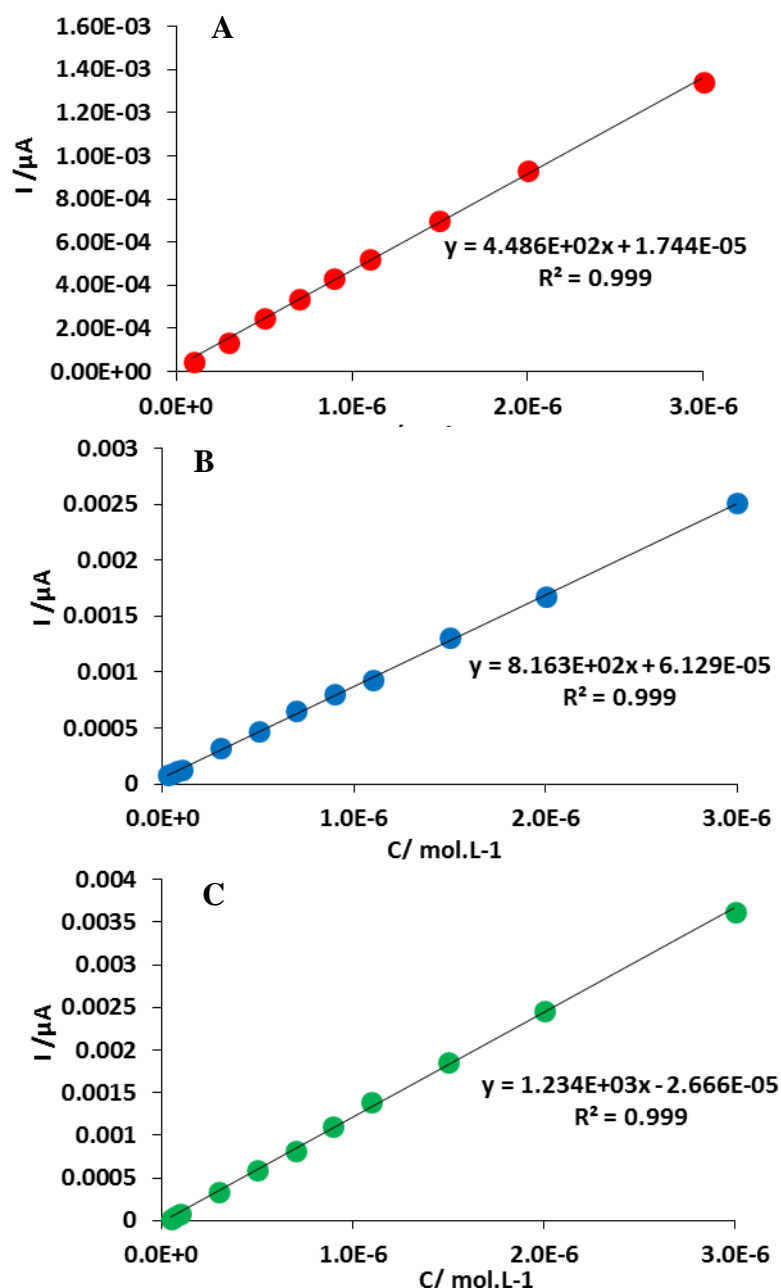 A
1.60E-03
1.40E-03
1.20E-03
1.00E-03
8.00E-04
6.00E-04
4.00E-04
2.00E-04
0.00E+00
I /µA
y = 4.486E+02x + 1.744E-05
R² = 0.999
0.0E+0 1.0E-6 2.0E-6 3.0E-6
B
0.003
0.0025
0.002
0.0015
0.001
0.0005
0
I /µA
y = 8.163E+02x + 6.129E-05
R² = 0.999
0.0E+0 1.0E-6 2.0E-6 3.0E-6
C/ mol.L-1
C
0.004
0.0035
0.003
0.0025
0.002
0.0015
0.001
0.0005
0
I /µA
y = 1.234E+03x - 2.666E-05
R² = 0.999
0.0E+0 1.0E-6 2.0E-6 3.0E-6
C/ mol.L-1